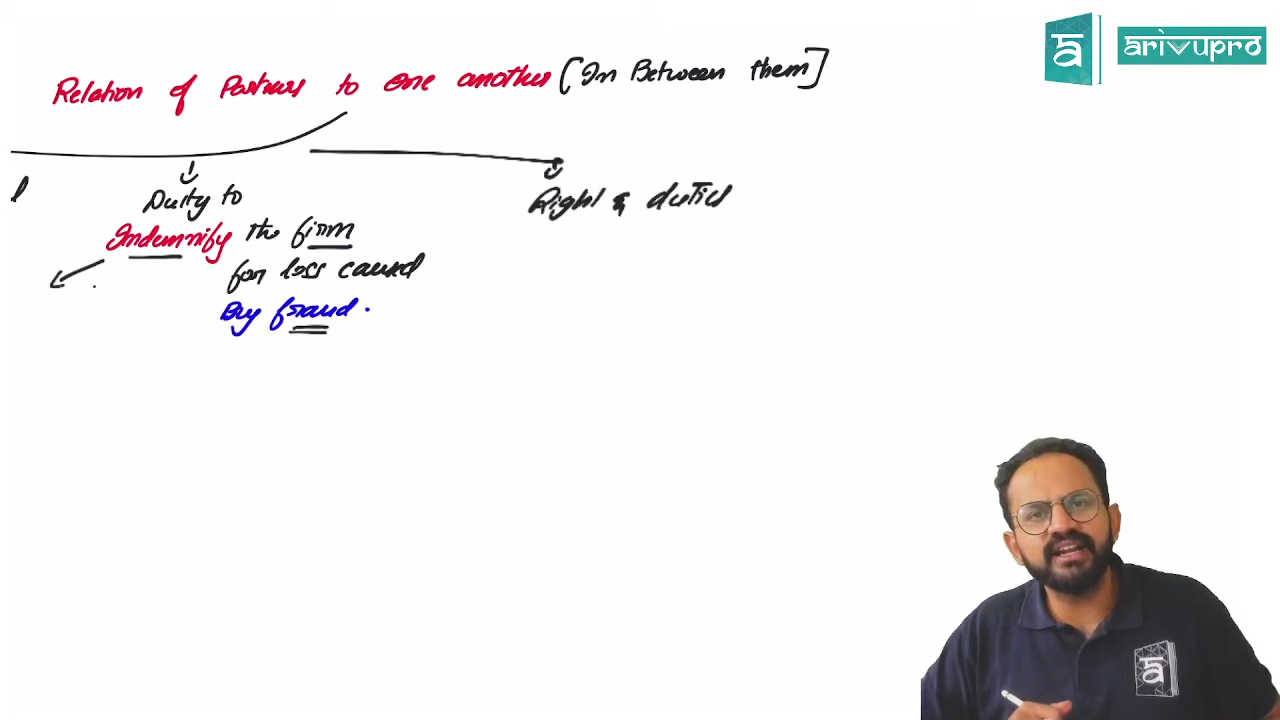 arivupro
Relation of Partners to one another [In Between them]
Duity to
Indemnify the firm
for loss caused
By fraud.
Right & duties